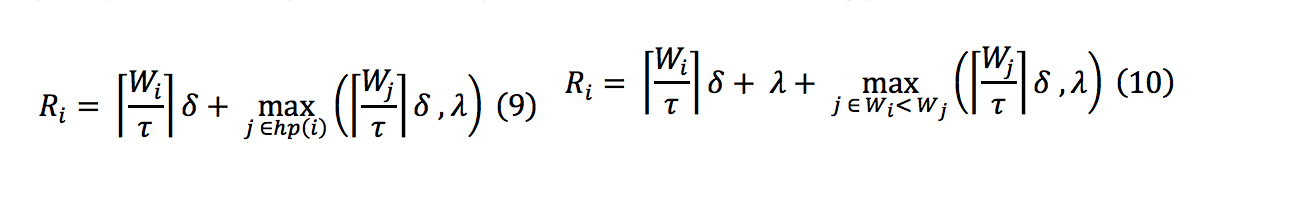 R_i = ⌈W_i/τ⌉ δ + max_{j ∈hp(i)} (⌈W_j/τ⌉ δ , λ) (9)
R_i = ⌈W_i/τ⌉ δ + λ + max_{j ∈W_i<W_j} (⌈W_j/τ⌉ δ , λ) (10)